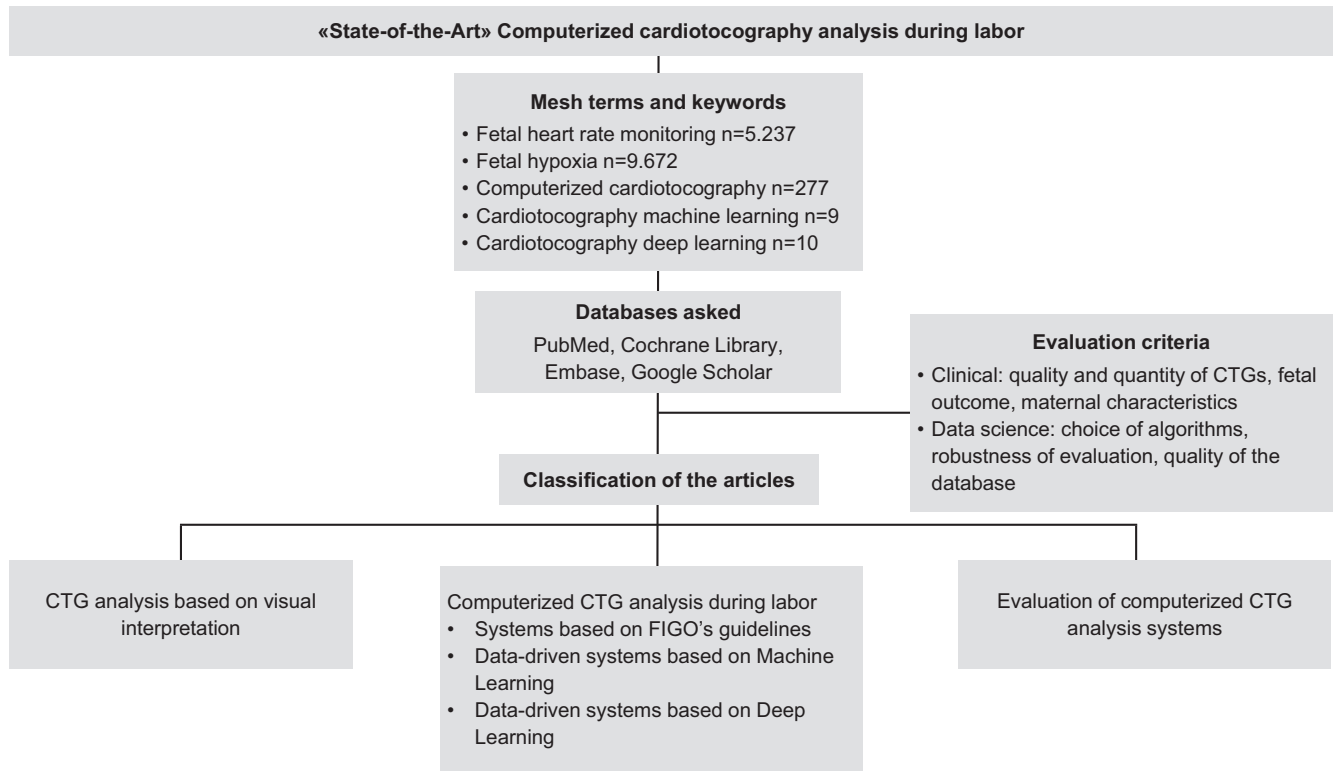 «State-of-the-Art» Computerized cardiotocography analysis during labor
Mesh terms and keywords
• Fetal heart rate monitoring n=5.237
• Fetal hypoxia n=9.672
• Computerized cardiotocography n=277
• Cardiotocography machine learning n=9
• Cardiotocography deep learning n=10
Databases asked
PubMed, Cochrane Library,
Embase, Google Scholar
Evaluation criteria
• Clinical: quality and quantity of CTGs, fetal
outcome, maternal characteristics
• Data science: choice of algorithms,
robustness of evaluation, quality of the
database
Classification of the articles
CTG analysis based on visual
interpretation
Computerized CTG analysis during labor
• Systems based on FIGO's guidelines
• Data-driven systems based on Machine
Learning
• Data-driven systems based on Deep
Learning
Evaluation of computerized CTG
analysis systems